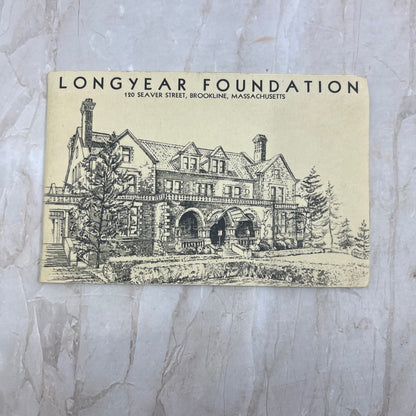 LONGYEAR FOUNDATION
120 SEAVER STREET, BROOKLINE, MASSACHUSETTS